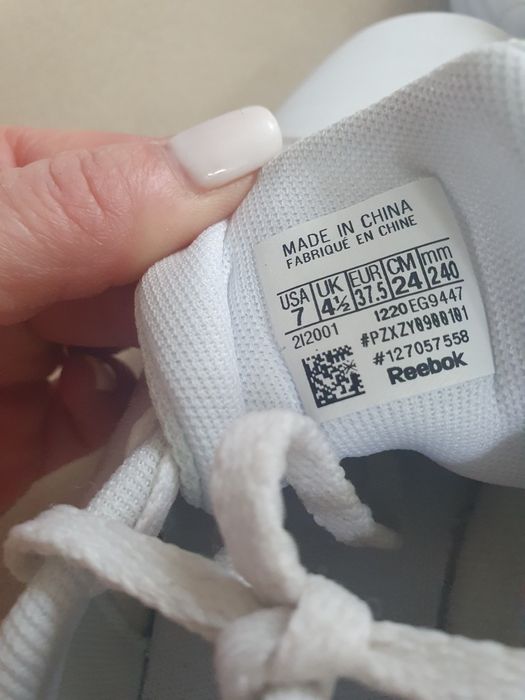 MADE IN CHINA
FABRIQUÉ EN CHINE
USA UK EUR CM mm
7 4½ 37.5 24 240
2I2001 1220 EG9447
#PZXZY0900101
#127057558
Reebok